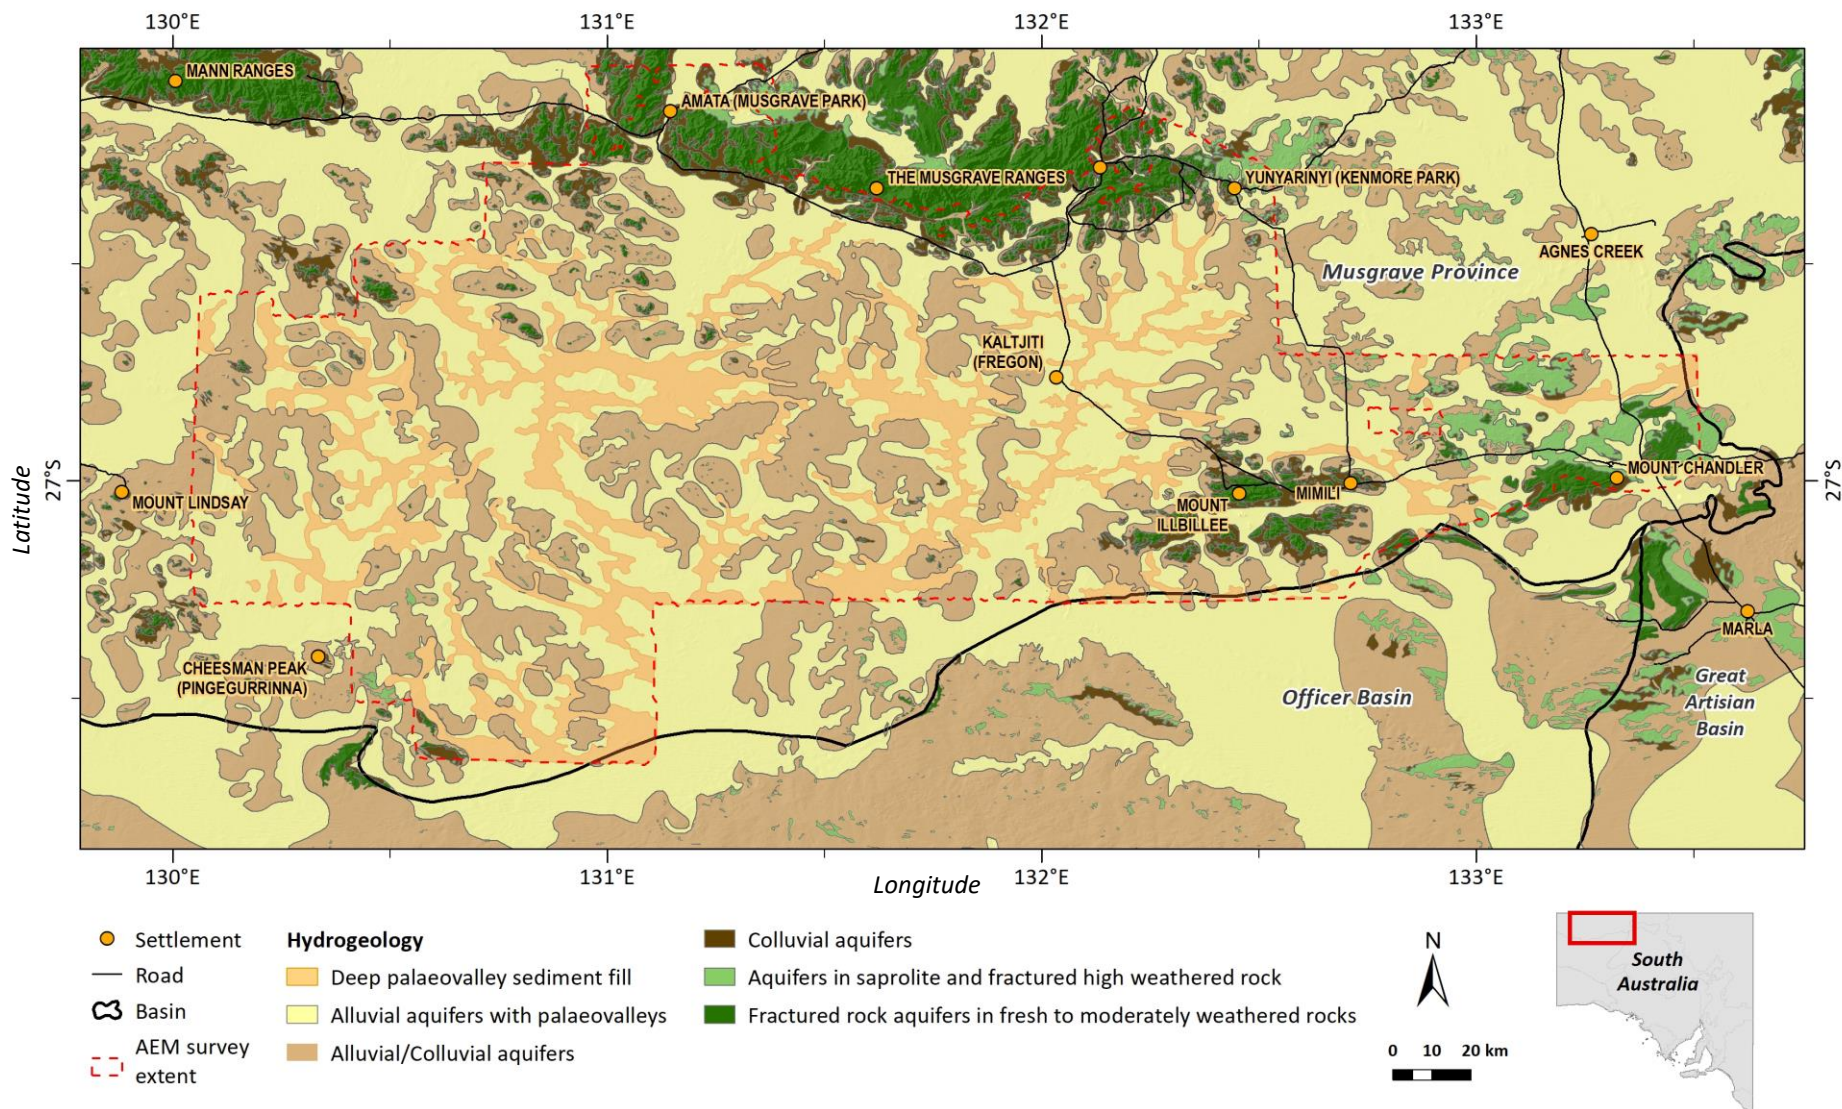 130°E
131°E
132°E
133°E
MANN RANGES
AMATA (MUSGRAVE PARK)
THE MUSGRAVE RANGES
YUNYARINYI (KENMORE PARK)
AGNES CREEK
Musgrave Province
KALTJITI
(FREGON)
Latitude
27°S
27°S
MOUNT LINDSAY
MOUNT CHANDLER
MIMILI
MOUNT
ILLBILLEE
MARLA
CHEESMAN PEAK
(PINGEGURRINNA)
Officer Basin
Great
Artisian
Basin
130°E
131°E
132°E
133°E
Longitude
Settlement
Road
Basin
AEM survey
extent
Hydrogeology
Deep palaeovalley sediment fill
Alluvial aquifers with palaeovalleys
Alluvial/Colluvial aquifers
Colluvial aquifers
Aquifers in saprolite and fractured high weathered rock
Fractured rock aquifers in fresh to moderately weathered rocks
N
0 10 20 km
South
Australia